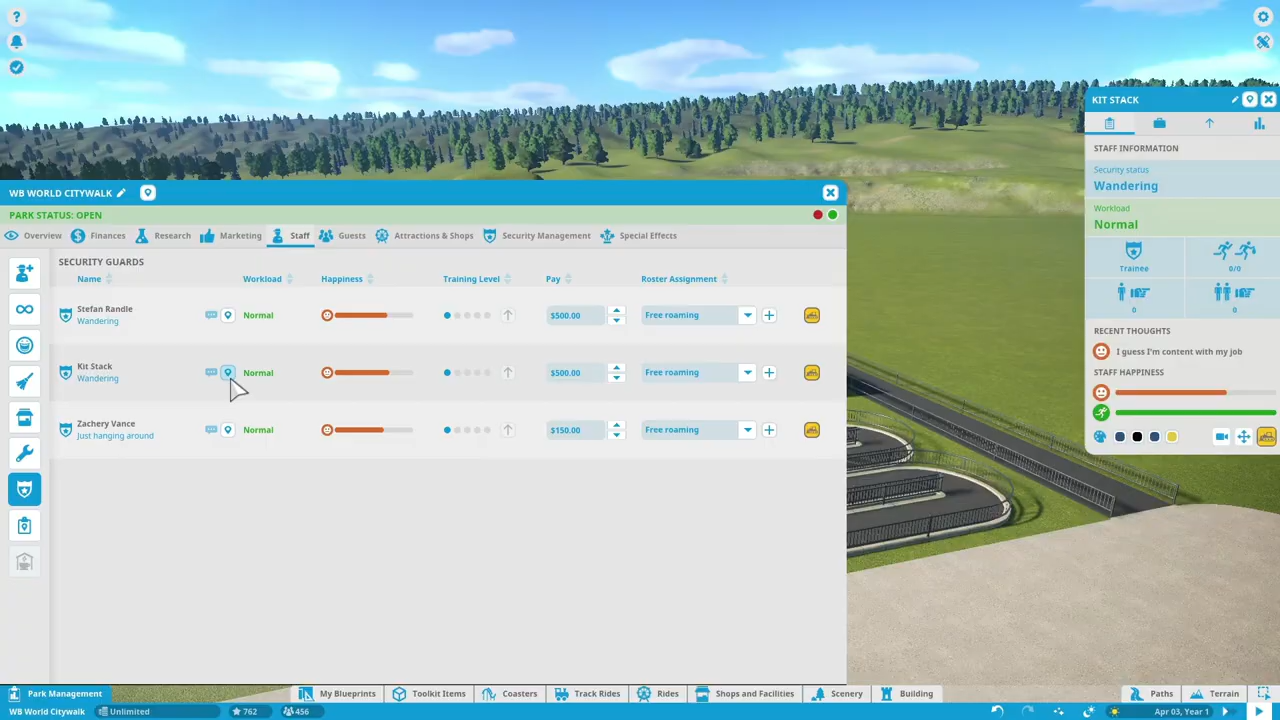 ?
KIT STACK
STAFF INFORMATION
Security status
Wandering
Workload
Normal
Trainee
0/0
0
0
RECENT THOUGHTS
I guess I'm content with my job
STAFF HAPPINESS
WB WORLD CITYWALK
PARK STATUS: OPEN
Overview
Finances
Research
Marketing
Staff
Guests
Attractions & Shops
Security Management
Special Effects
SECURITY GUARDS
Name
Workload
Happiness
Training Level
Pay
Roster Assignment
Stefan Randle
Wandering
Normal
$500.00
Free roaming
Kit Stack
Wandering
Normal
$500.00
Free roaming
Zachery Vance
Just hanging around
Normal
$150.00
Free roaming
Park Management
My Blueprints
Toolkit Items
Coasters
Track Rides
Rides
Shops and Facilities
Scenery
Building
Paths
Terrain
WB World Citywalk
Unlimited
762
456
Apr 03, Year 1